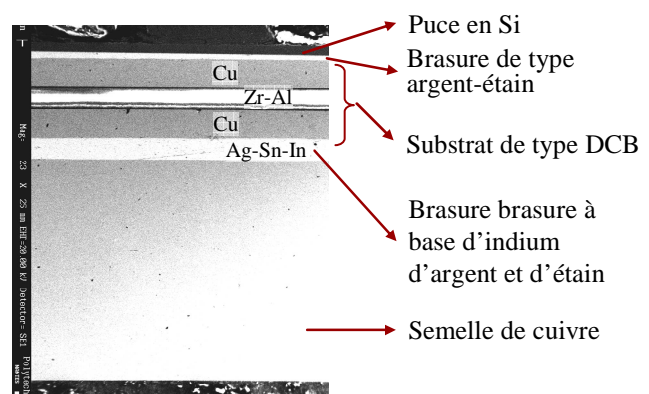 Puce en Si
Brasure de type
argent-étain
Cu
Zr-Al
Cu
Ag-Sn-In
Substrat de type DCB
Brasure brasure à
base d'indium
d'argent et d'étain
Semelle de cuivre
Mag= 23 X 25 mm EHT=20.00 kV Detector= SE1
Polytech